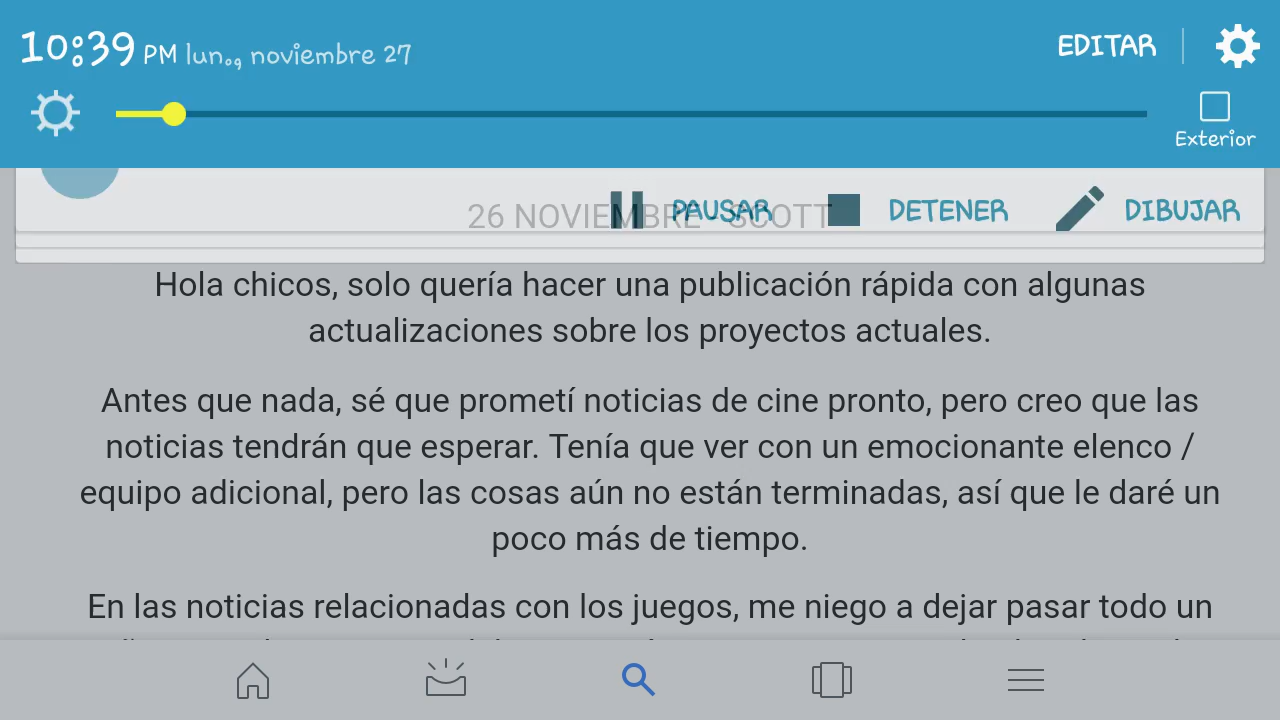 10:39 PM lun., noviembre 27
EDITAR
Exterior
26 NOVIEMBRE - SCOTT
PAUSAR
DETENER
DIBUJAR
Hola chicos, solo quería hacer una publicación rápida con algunas
actualizaciones sobre los proyectos actuales.
Antes que nada, sé que prometí noticias de cine pronto, pero creo que las
noticias tendrán que esperar. Tenía que ver con un emocionante elenco /
equipo adicional, pero las cosas aún no están terminadas, así que le daré un
poco más de tiempo.
En las noticias relacionadas con los juegos, me niego a dejar pasar todo un